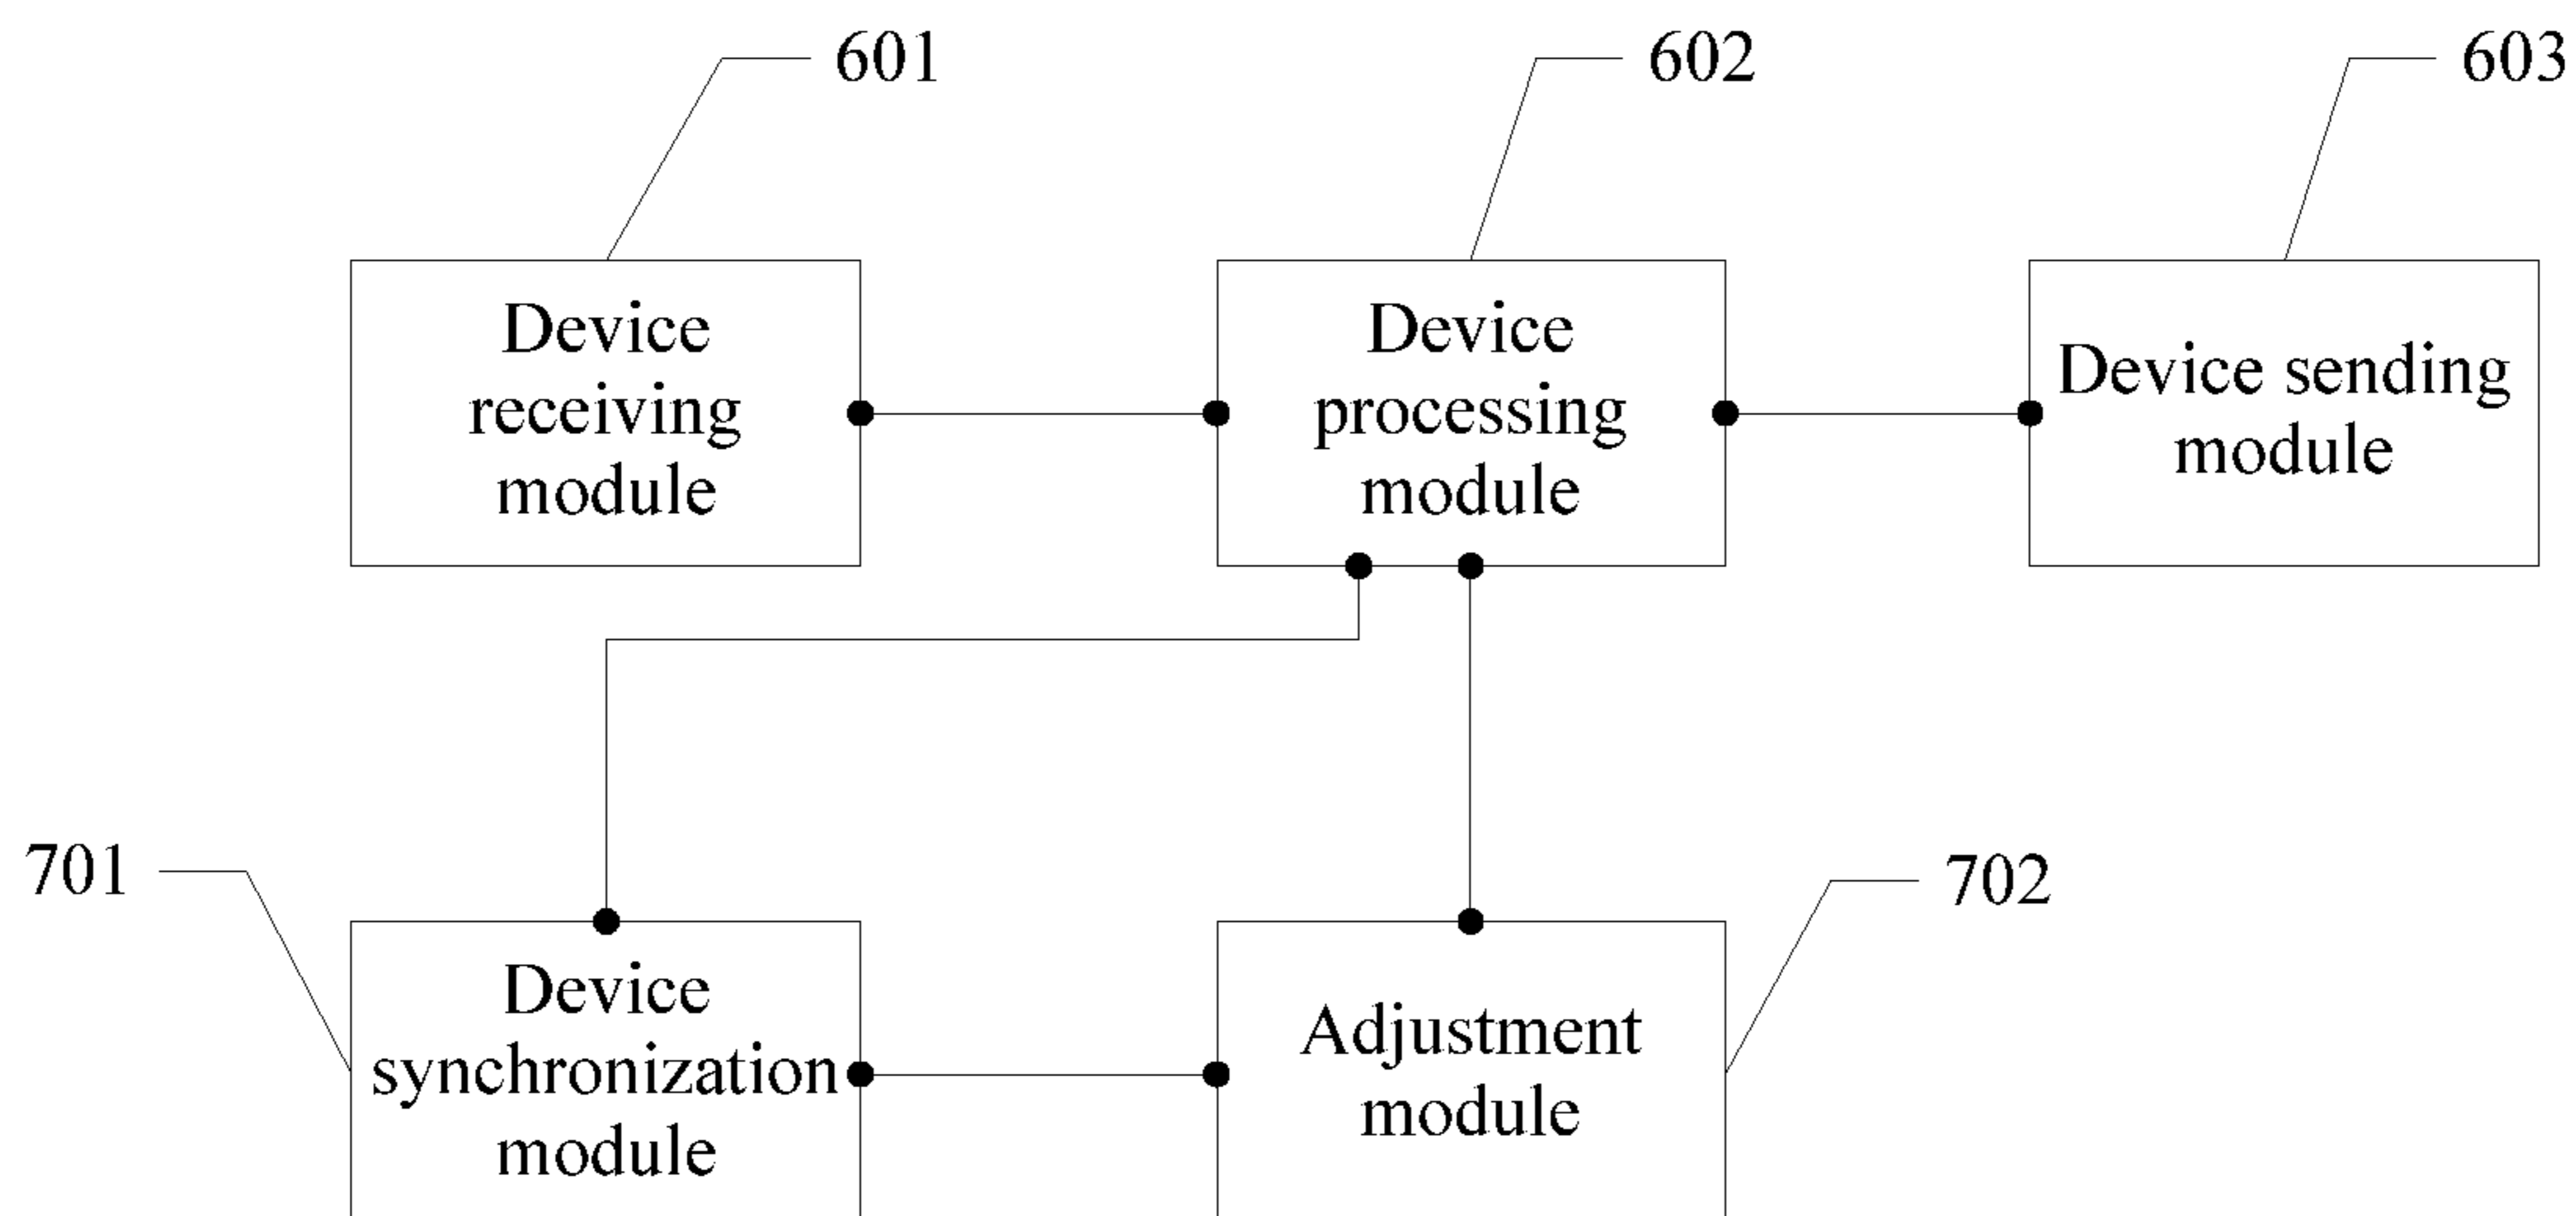 601
602
603
Device
receiving
module
Device
processing
module
Device sending
module
701
702
Device
synchronization
module
Adjustment
module